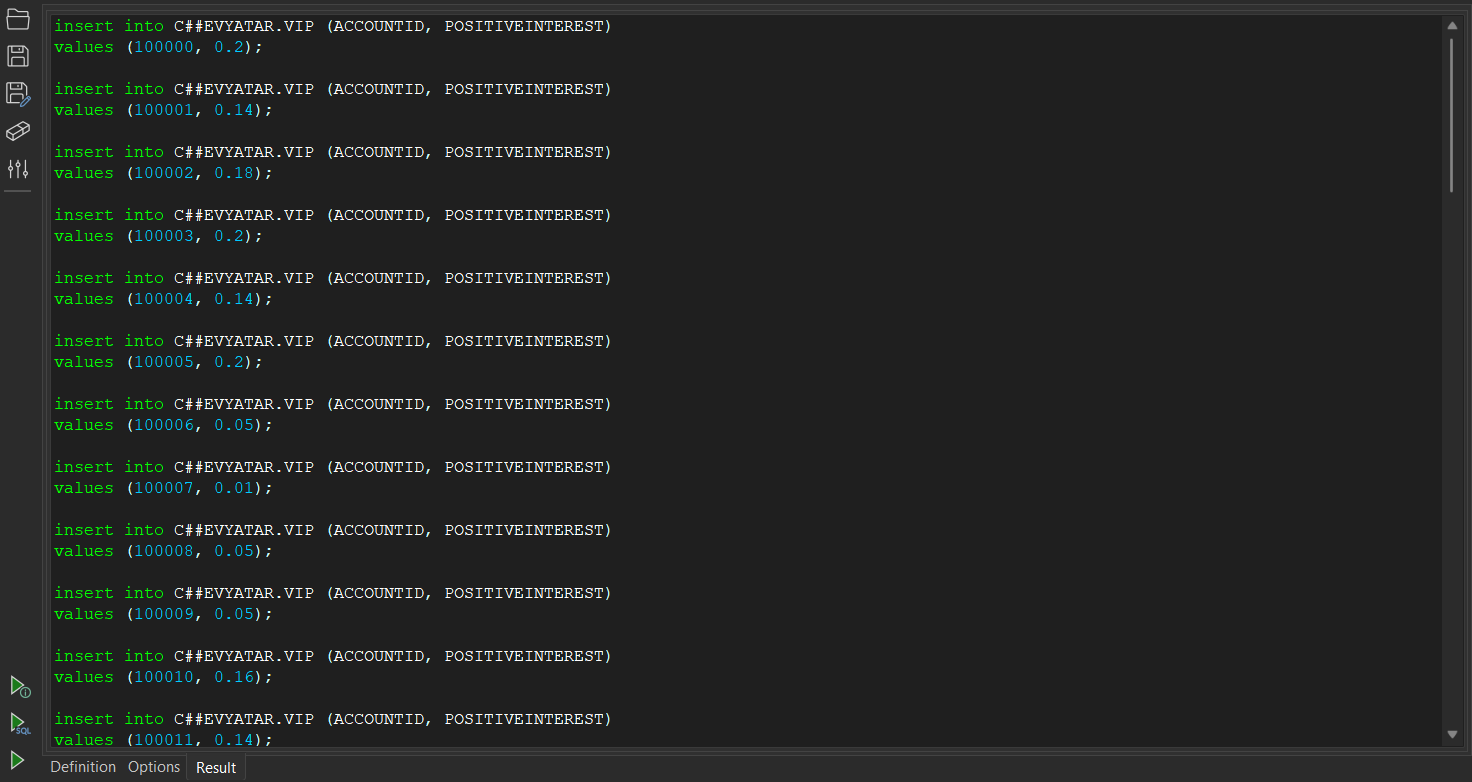 insert into C##EVYATAR.VIP (ACCOUNTID, POSITIVEINTEREST)
values (100000, 0.2);
insert into C##EVYATAR.VIP (ACCOUNTID, POSITIVEINTEREST)
values (100001, 0.14);
insert into C##EVYATAR.VIP (ACCOUNTID, POSITIVEINTEREST)
values (100002, 0.18);
insert into C##EVYATAR.VIP (ACCOUNTID, POSITIVEINTEREST)
values (100003, 0.2);
insert into C##EVYATAR.VIP (ACCOUNTID, POSITIVEINTEREST)
values (100004, 0.14);
insert into C##EVYATAR.VIP (ACCOUNTID, POSITIVEINTEREST)
values (100005, 0.2);
insert into C##EVYATAR.VIP (ACCOUNTID, POSITIVEINTEREST)
values (100006, 0.05);
insert into C##EVYATAR.VIP (ACCOUNTID, POSITIVEINTEREST)
values (100007, 0.01);
insert into C##EVYATAR.VIP (ACCOUNTID, POSITIVEINTEREST)
values (100008, 0.05);
insert into C##EVYATAR.VIP (ACCOUNTID, POSITIVEINTEREST)
values (100009, 0.05);
insert into C##EVYATAR.VIP (ACCOUNTID, POSITIVEINTEREST)
values (100010, 0.16);
insert into C##EVYATAR.VIP (ACCOUNTID, POSITIVEINTEREST)
values (100011, 0.14);
SQL
Definition Options Result